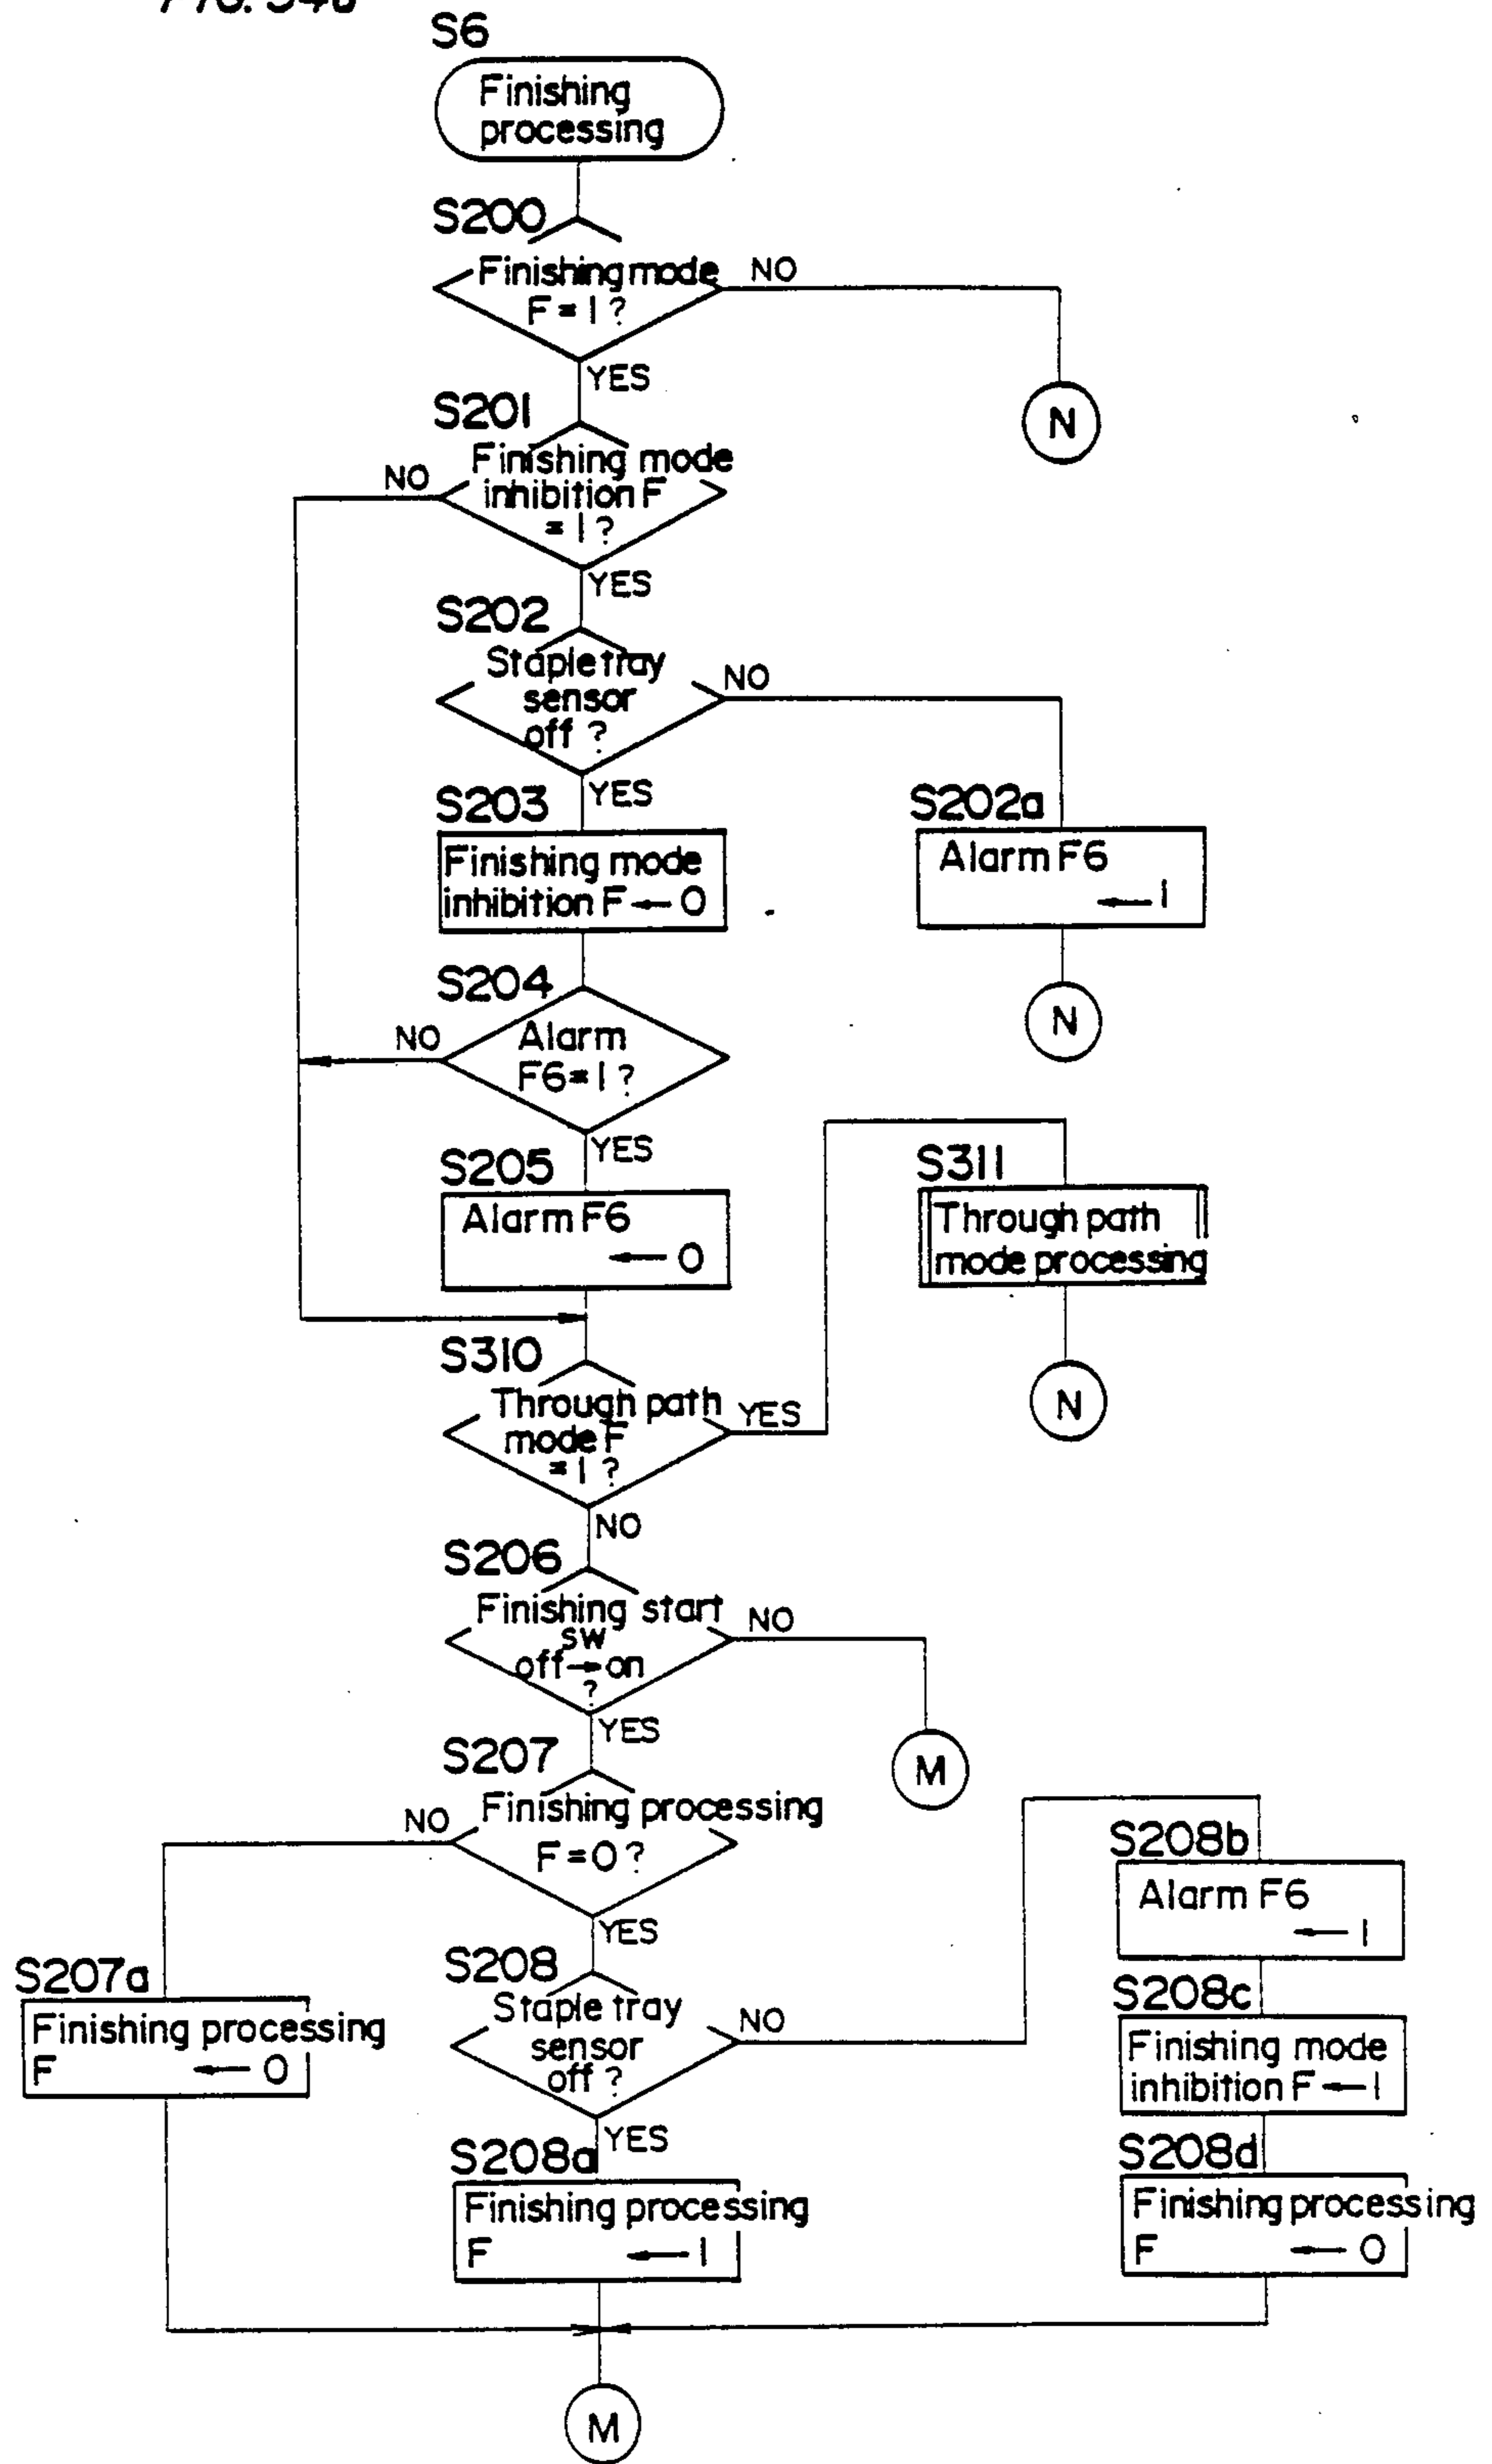 S6
Finishing
processing
S200
Finishing mode
F = 1 ?
NO
YES
N
S201
Finishing mode
inhibition F
= 1 ?
NO
YES
S202
Staple tray
sensor
off ?
NO
YES
S203
Finishing mode
inhibition F ← 0
S202a
Alarm F6
← 1
N
S204
Alarm
F6 = 1 ?
NO
YES
S205
Alarm F6
← 0
S311
Through path
mode processing
N
S310
Through path
mode F
= 1 ?
YES
NO
S206
Finishing start
SW
off → on
?
NO
YES
M
S207
Finishing processing
F = 0 ?
NO
YES
S207a
Finishing processing
F ← 0
S208
Staple tray
sensor
off ?
NO
YES
S208b
Alarm F6
← 1
S208c
Finishing mode
inhibition F ← 1
S208d
Finishing processing
F ← 0
S208a
Finishing processing
F ← 1
M